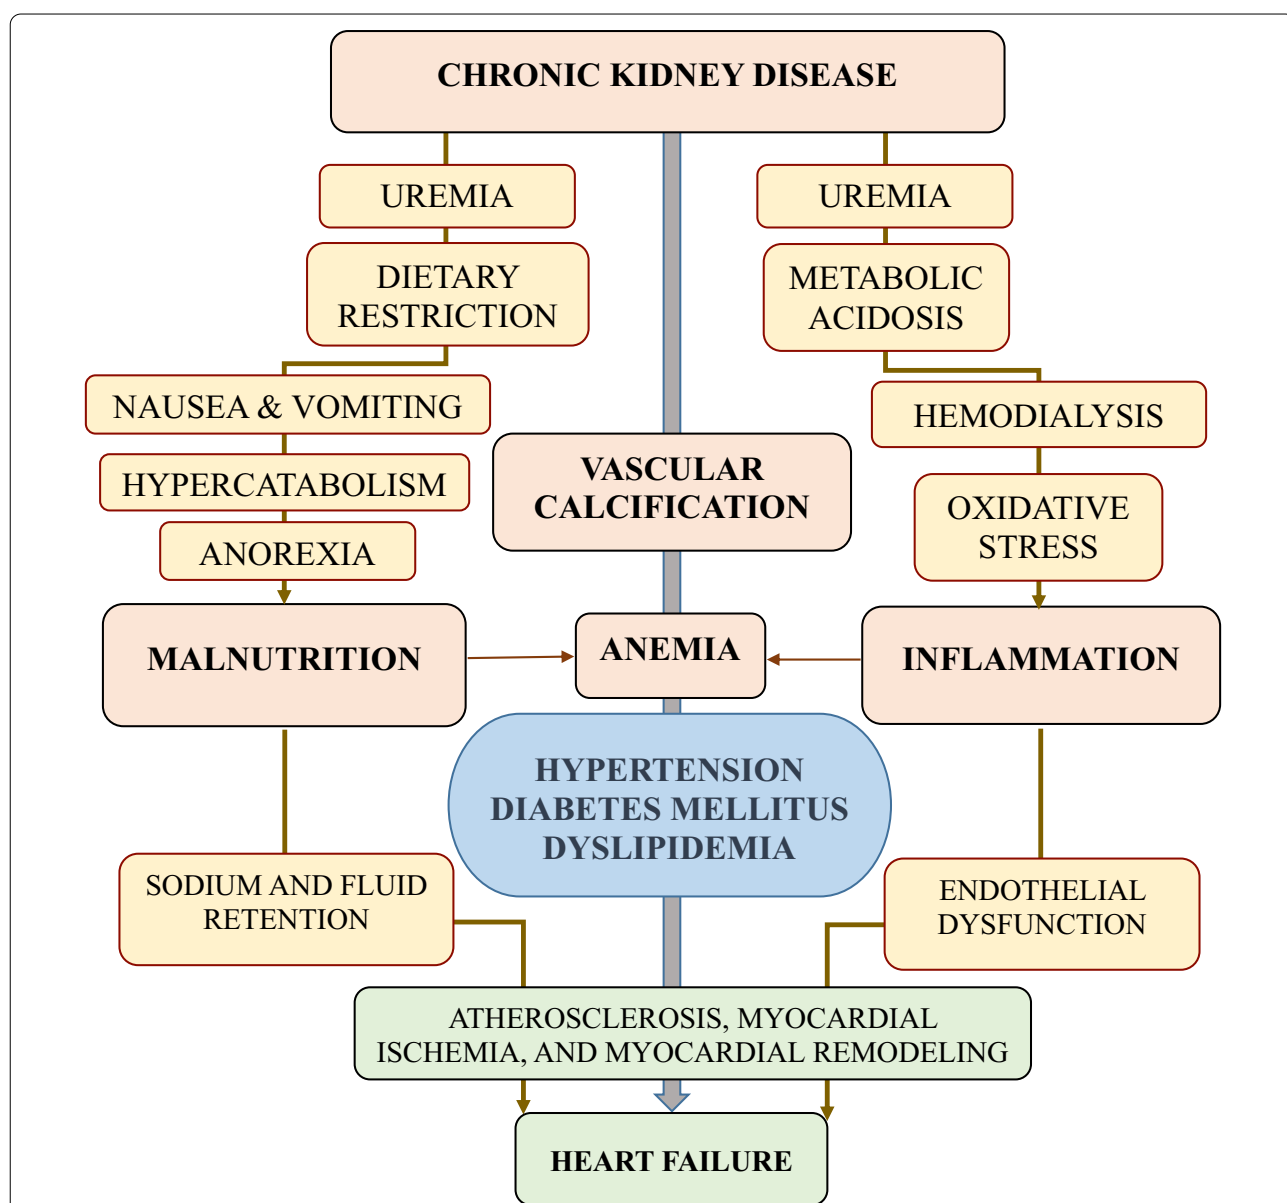 CHRONIC KIDNEY DISEASE
UREMIA
UREMIA
DIETARY
RESTRICTION
METABOLIC
ACIDOSIS
NAUSEA & VOMITING
HEMODIALYSIS
HYPERCATABOLISM
VASCULAR
CALCIFICATION
OXIDATIVE
STRESS
ANOREXIA
MALNUTRITION
ANEMIA
INFLAMMATION
HYPERTENSION
DIABETES MELLITUS
DYSLIPIDEMIA
SODIUM AND FLUID
RETENTION
ENDOTHELIAL
DYSFUNCTION
ATHEROSCLEROSIS, MYOCARDIAL
ISCHEMIA, AND MYOCARDIAL REMODELING
HEART FAILURE